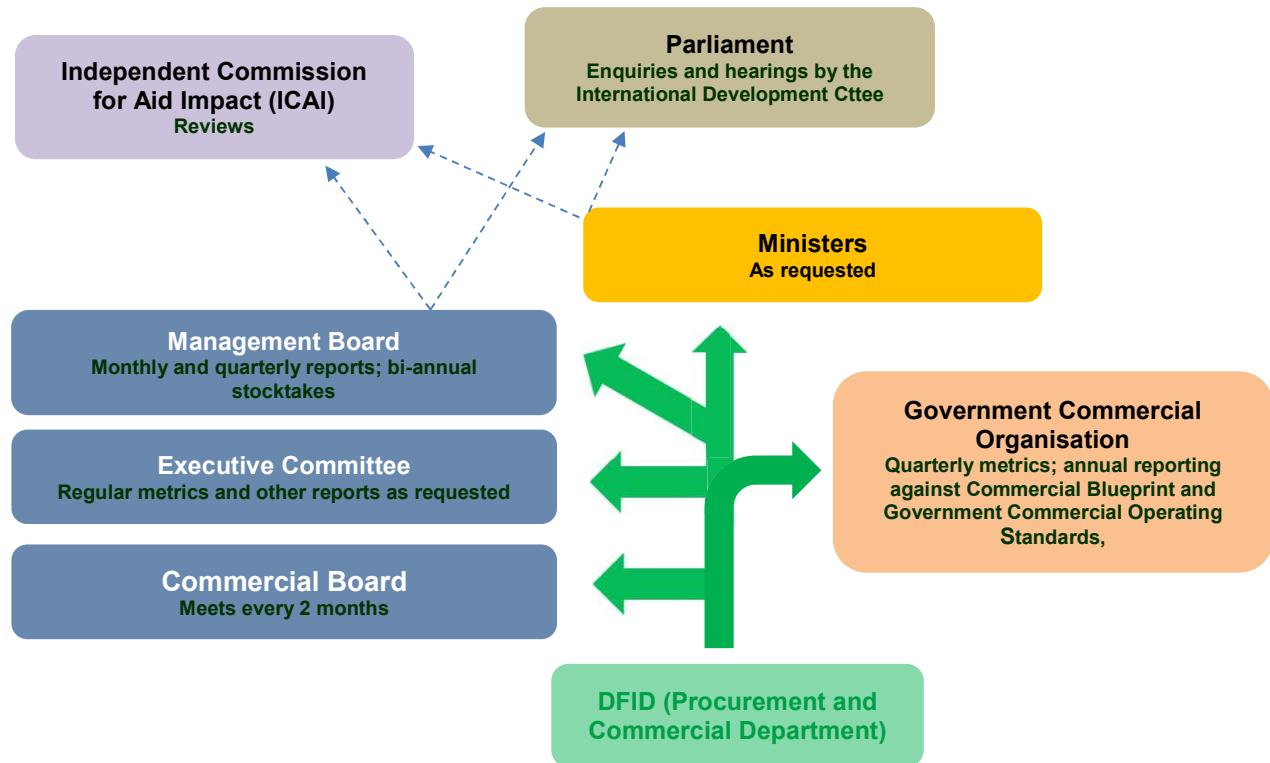 Independent Commission
for Aid Impact (ICAI)
Reviews
Parliament
Enquiries and hearings by the
International Development Cttee
Ministers
As requested
Management Board
Monthly and quarterly reports; bi-annual
stocktakes
Executive Committee
Regular metrics and other reports as requested
Commercial Board
Meets every 2 months
Government Commercial
Organisation
Quarterly metrics; annual reporting
against Commercial Blueprint and
Government Commercial Operating
Standards,
DFID (Procurement and
Commercial Department)